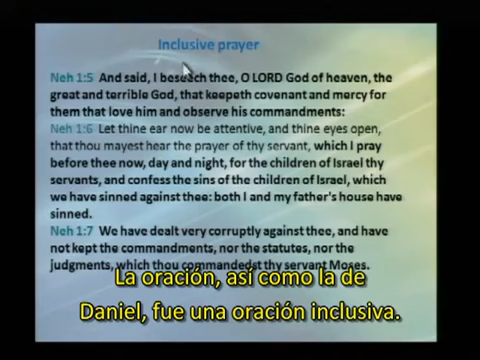 Inclusive prayer
Neh 1:5 And said, I beseech thee, O LORD God of heaven, the
great and terrible God, that keepeth covenant and mercy for
them that love him and observe his commandments:
Neh 1:6 Let thine ear now be attentive, and thine eyes open,
that thou mayest hear the prayer of thy servant, which I pray
before thee now, day and night, for the children of Israel thy
servants, and confess the sins of the children of Israel, which
we have sinned against thee: both I and my father's house have
sinned.
Neh 1:7 We have dealt very corruptly against thee, and have
not kept the commandments, nor the statutes, nor the
judgments, which thou commandedst thy servant Moses.
La oración, así como la de
Daniel, fue una oración inclusiva.